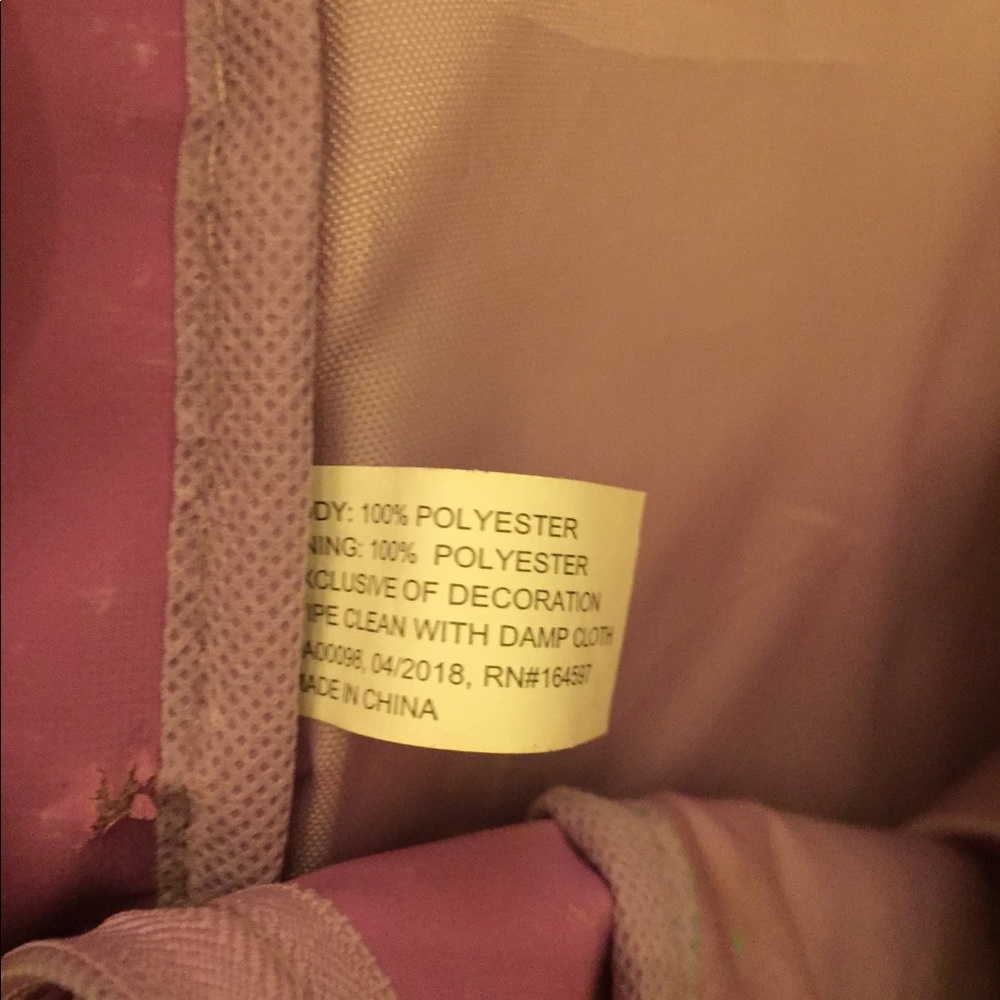 DY: 100% POLYESTER
NING: 100% POLYESTER
XCLUSIVE OF DECORATION
IPE CLEAN WITH DAMP CLOTH
A00098, 04/2018, RN#164597
MADE IN CHINA